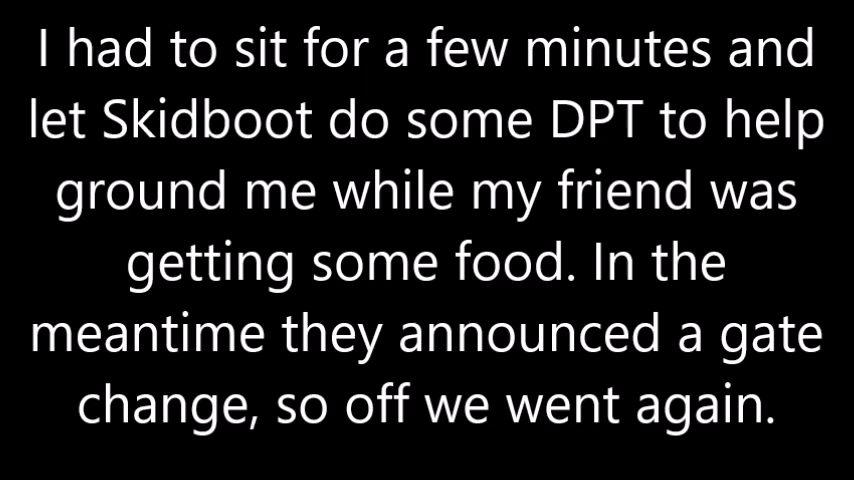 I had to sit for a few minutes and
let Skidboot do some DPT to help
ground me while my friend was
getting some food. In the
meantime they announced a gate
change, so off we went again.